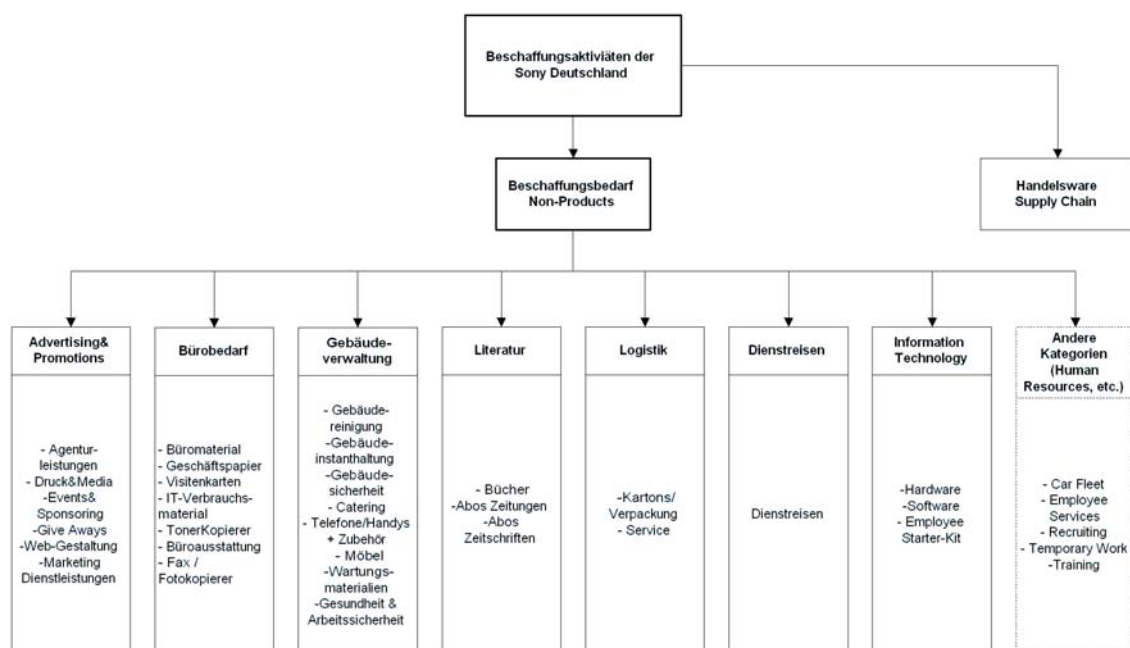 Beschaffungsaktiviäten der
Sony Deutschland
Beschaffungsbedarf
Non-Products
Handelsware
Supply Chain
Advertising&
Promotions
- Agentur-
leistungen
- Druck&Media
-Events&
Sponsoring
-Give Aways
-Web-Gestaltung
-Marketing
Dienstleistungen
Bürobedarf
- Büromaterial
- Geschäftspapier
- Visitenkarten
- IT-Verbrauchs-
material
- TonerKopierer
- Büroausstattung
- Fax /
Fotokopierer
Gebäude-
verwaltung
- Gebäude-
reinigung
-Gebäude-
instanthaltung
-Gebäude-
sicherheit
- Catering
- Telefone/Handys
+ Zubehör
- Möbel
-Wartungs-
materialien
-Gesundheit &
Arbeitssicherheit
Literatur
- Bücher
-Abos Zeitungen
-Abos
Zeitschriften
Logistik
-Kartons/
Verpackung
- Service
Dienstreisen
Dienstreisen
Information
Technology
-Hardware
-Software
- Employee
Starter-Kit
Andere
Kategorien
(Human
Resources, etc.)
- Car Fleet
- Employee
Services
- Recruiting
- Temporary Work
-Training